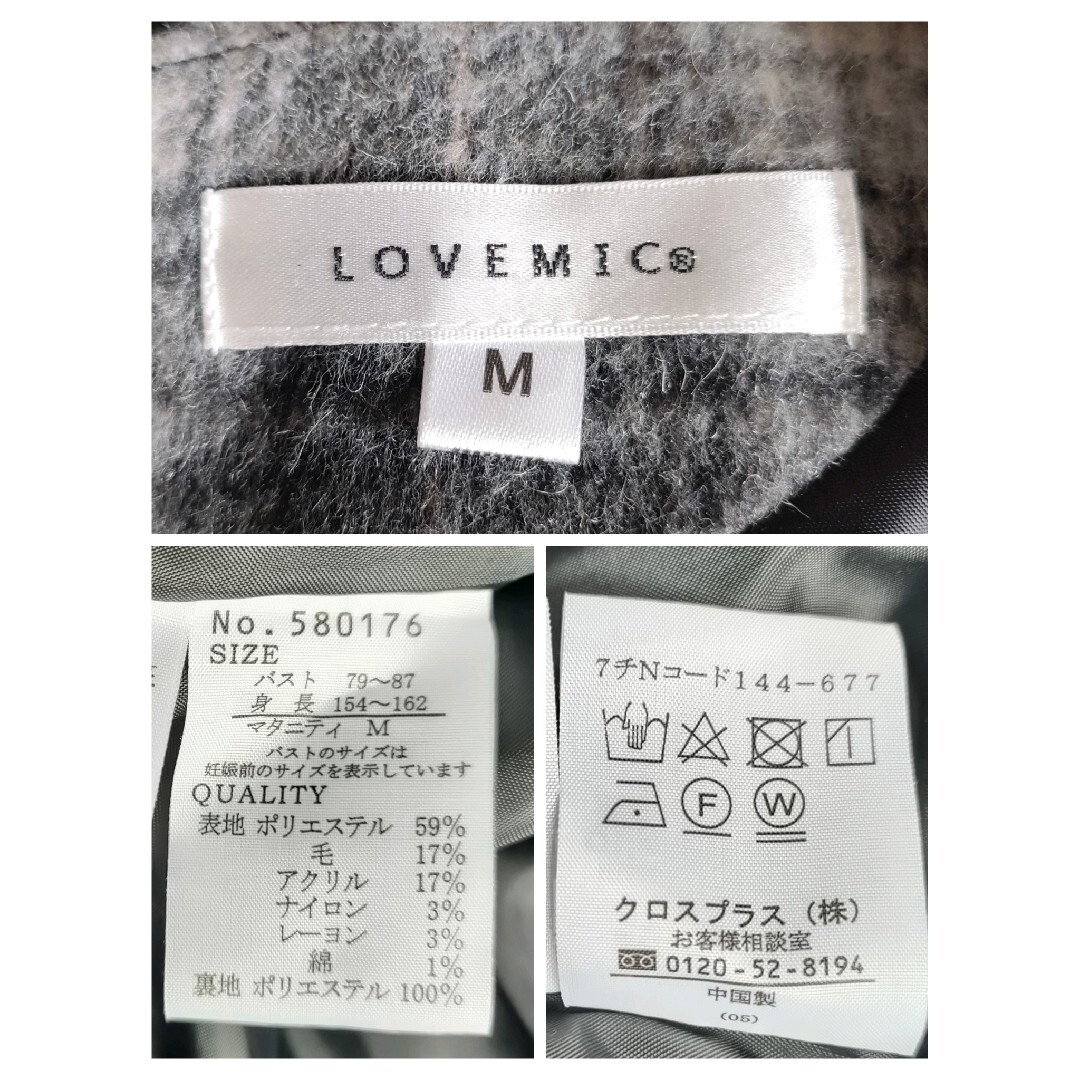 LOVEMIC®
M
No.580176
SIZE
バスト 79～87
身長 154～162
マタニティ M
バストのサイズは
妊娠前のサイズを表示しています
QUALITY
表地 ポリエステル 59%
毛 17%
アクリル 17%
ナイロン 3%
レーヨン 3%
綿 1%
裏地 ポリエステル 100%
7チNコード144-677
F W
クロスプラス（株）
お客様相談室
0120-52-8194
中国製
(05)